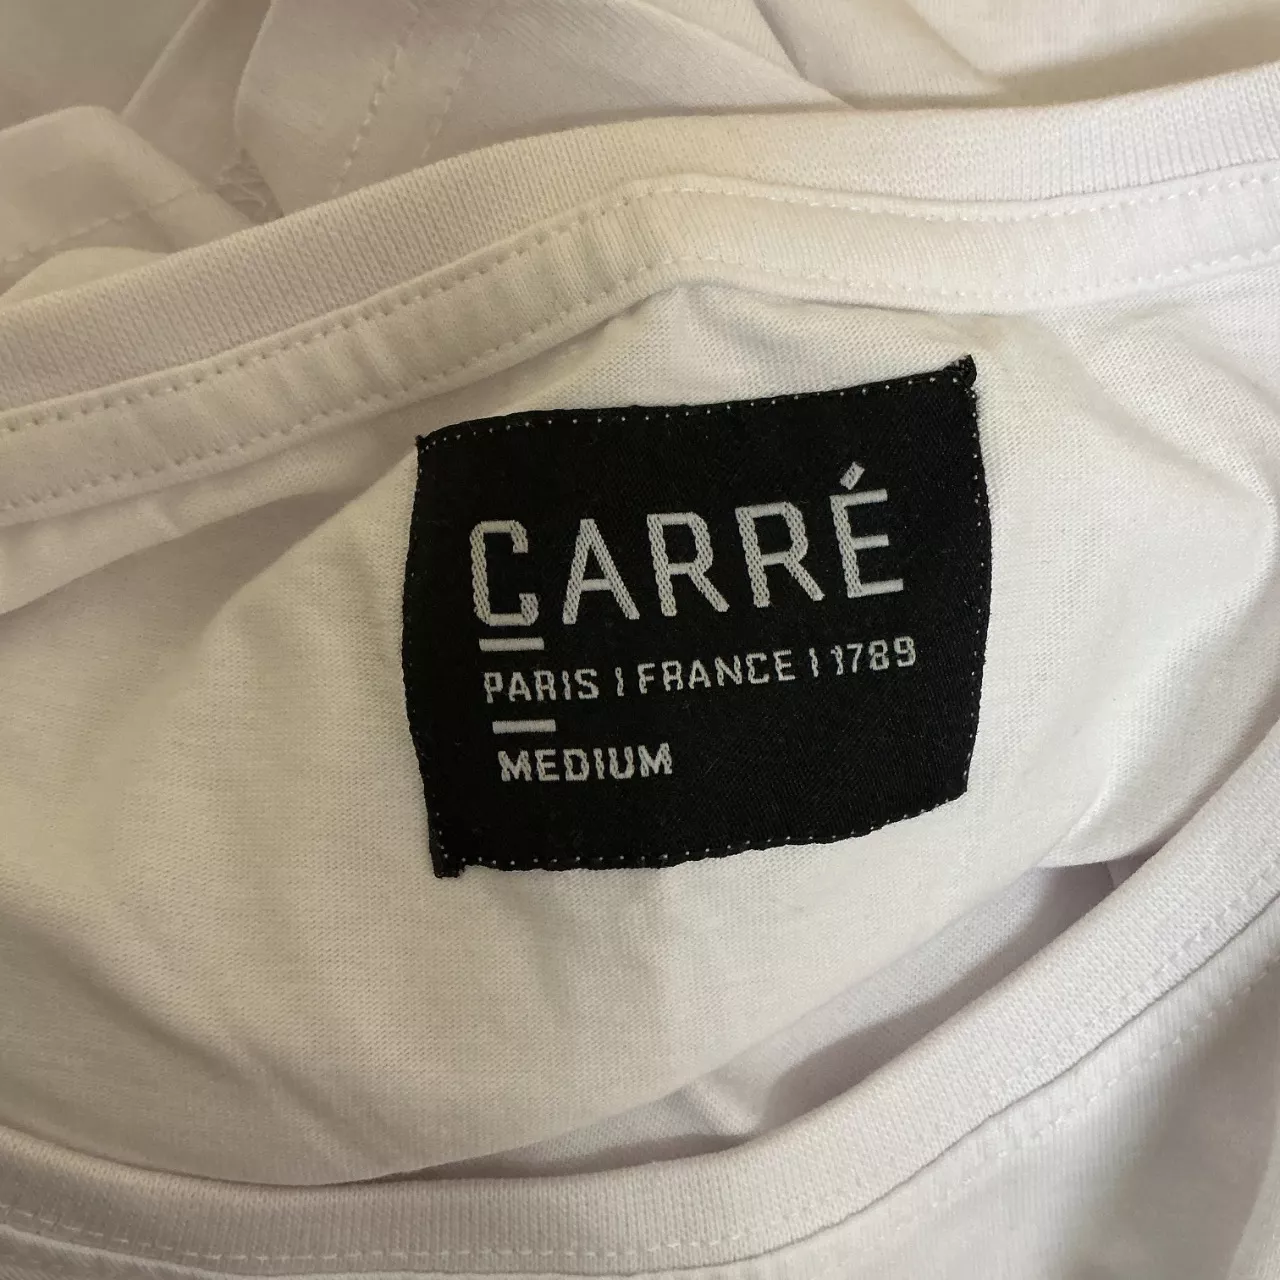 CARRÉ
PARIS | FRANCE | 1789
MEDIUM